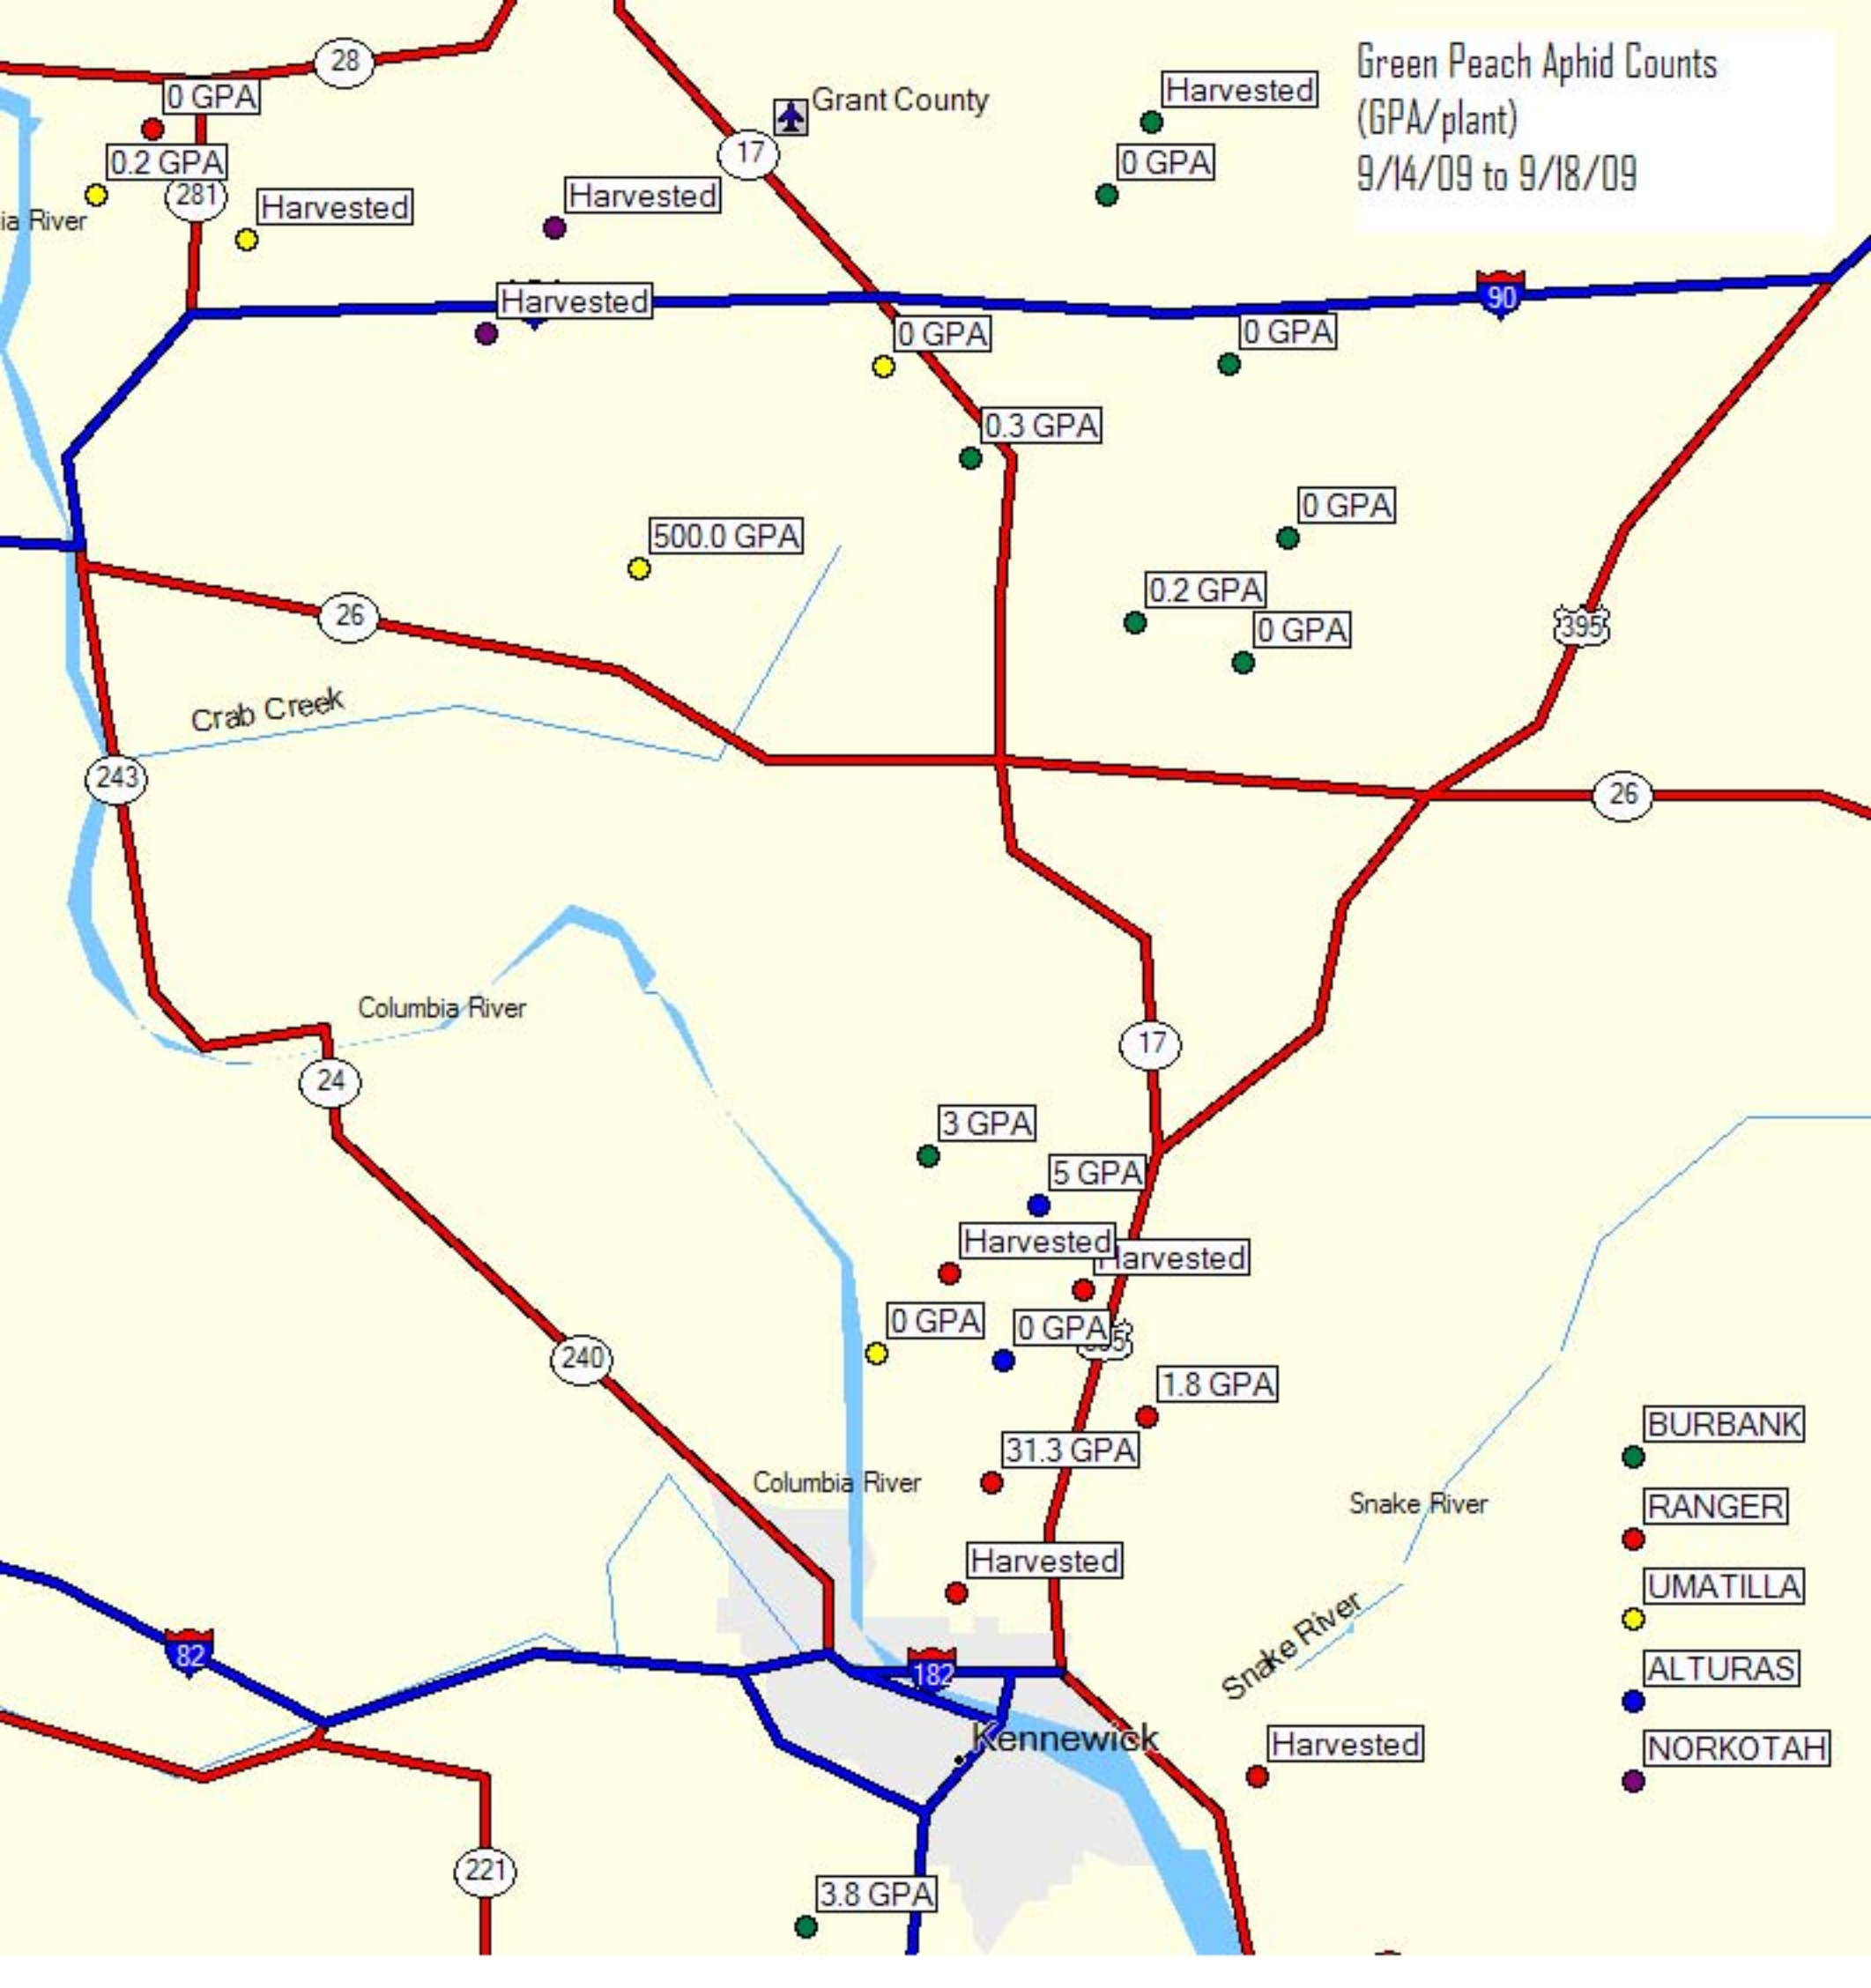 Green Peach Aphid Counts
(GPA/plant)
9/14/09 to 9/18/09
28
0 GPA
0.2 GPA
281
ia River
Harvested
Harvested
Harvested
17
Grant County
Harvested
0 GPA
90
0 GPA
0 GPA
0.3 GPA
500.0 GPA
0 GPA
0.2 GPA
0 GPA
395
26
Crab Creek
243
26
Columbia River
24
17
3 GPA
5 GPA
Harvested
Harvested
0 GPA
0 GPA
240
1.8 GPA
31.3 GPA
Columbia River
Snake River
Harvested
Snake River
82
182
Kennewick
Harvested
221
3.8 GPA
BURBANK
RANGER
UMATILLA
ALTURAS
NORKOTAH